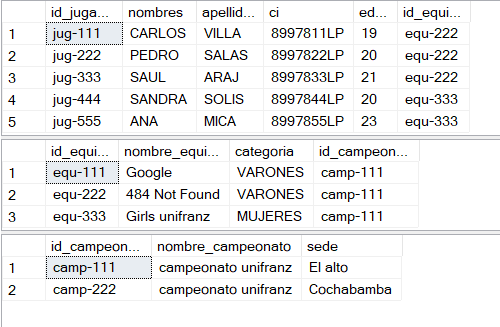 id_juga... nombres apellid... ci ed... id_equi...
1 jug-111 CARLOS VILLA 8997811LP 19 equ-222
2 jug-222 PEDRO SALAS 8997822LP 20 equ-222
3 jug-333 SAUL ARAJ 8997833LP 21 equ-222
4 jug-444 SANDRA SOLIS 8997844LP 20 equ-333
5 jug-555 ANA MICA 8997855LP 23 equ-333
id_equi... nombre_equi... categoria id_campeon...
1 equ-111 Google VARONES camp-111
2 equ-222 484 Not Found VARONES camp-111
3 equ-333 Girls unifranz MUJERES camp-111
id_campeon... nombre_campeonato sede
1 camp-111 campeonato unifranz El alto
2 camp-222 campeonato unifranz Cochabamba